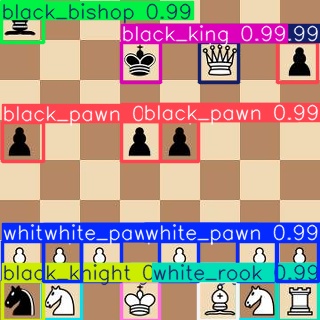 black_bishop 0.99
black_king 0.99 .99
black_pawn 0black_pawn 0.99
whitwhite_pawwhite_pawn 0.99
black_knight 0white_rook 0.99